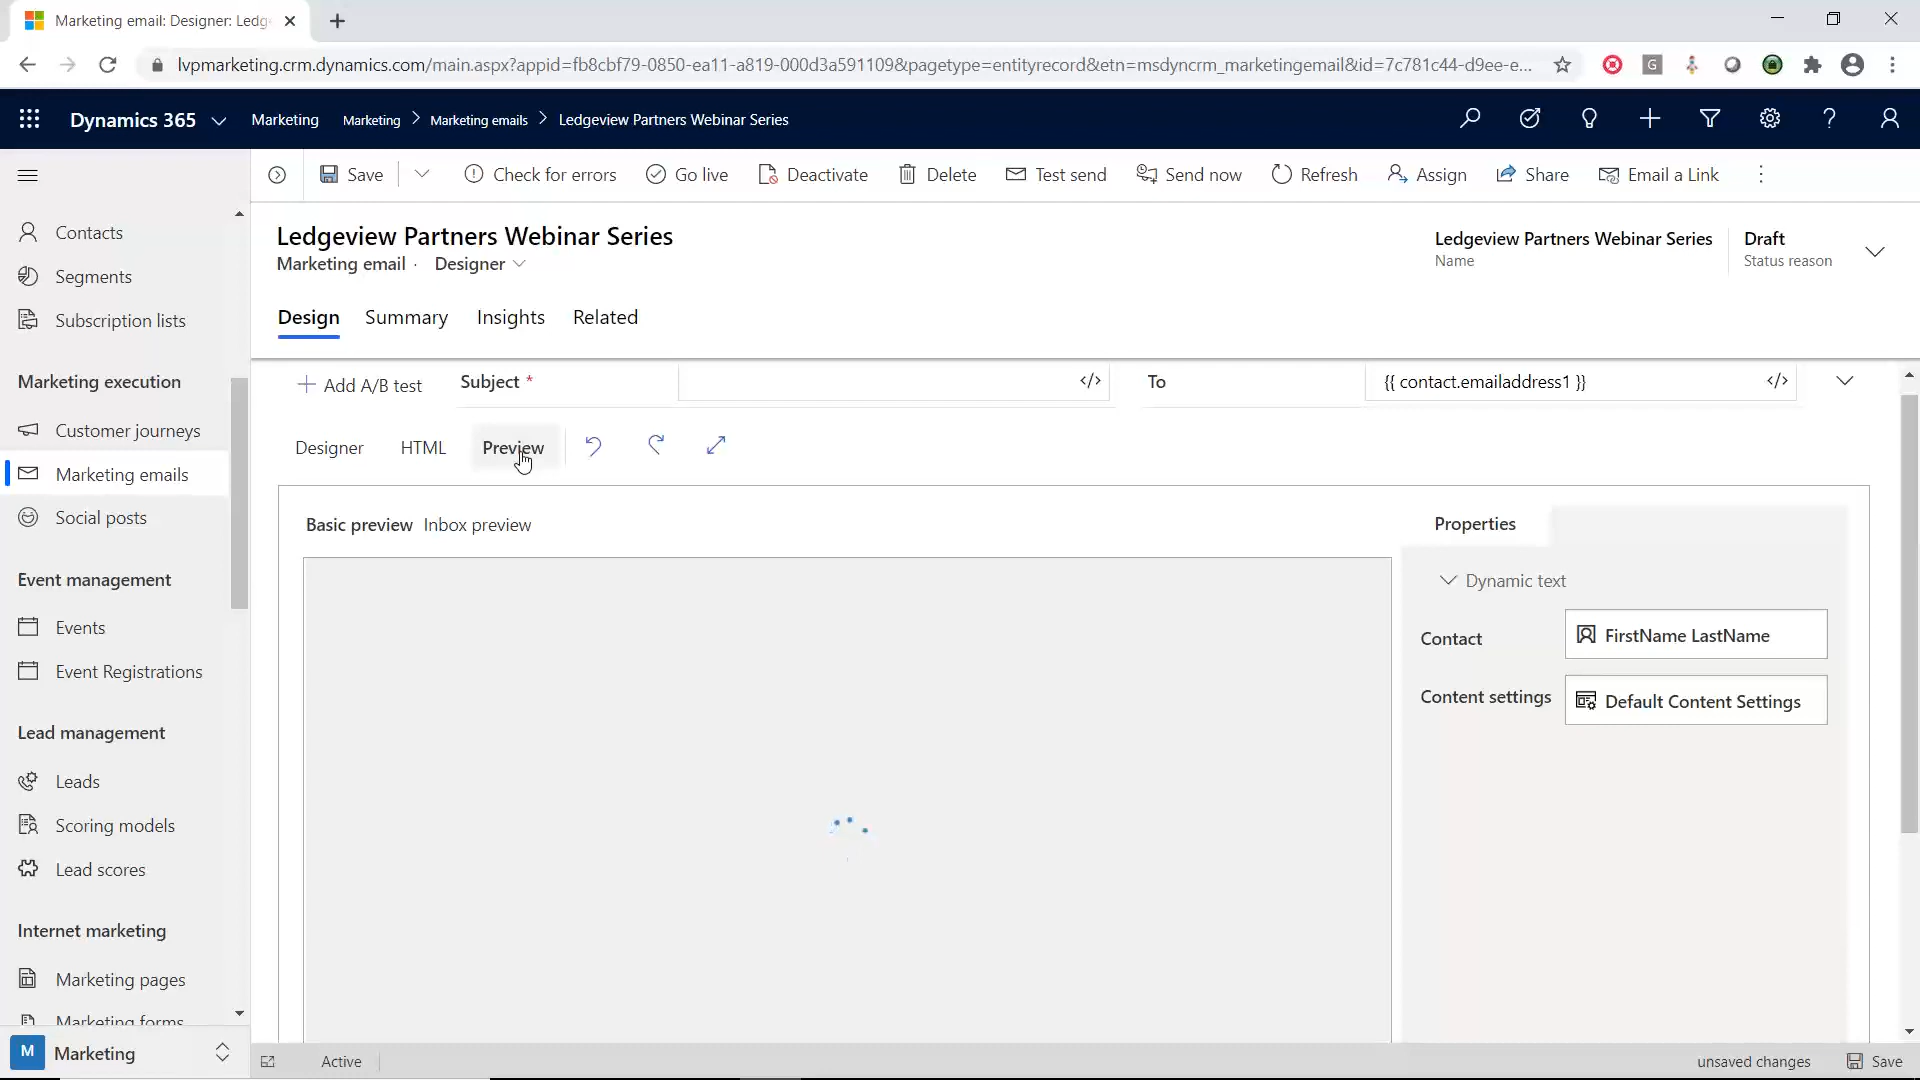 Marketing email: Designer: Ledg
lvpmarketing.crm.dynamics.com/main.aspx?appid=fb8cbf79-0850-ea11-a819-000d3a591109&pagetype=entityrecord&etn=msdyncrm_marketingemail&id=7c781c44-d9ee-e...
G
Dynamics 365
Marketing
Marketing
Marketing emails
Ledgeview Partners Webinar Series
Save
Check for errors
Go live
Deactivate
Delete
Test send
Send now
Refresh
Assign
Share
Email a Link
Contacts
Segments
Subscription lists
Marketing execution
Customer journeys
Marketing emails
Social posts
Event management
Events
Event Registrations
Lead management
Leads
Scoring models
Lead scores
Internet marketing
Marketing pages
Marketing forms
M
Marketing
Ledgeview Partners Webinar Series
Marketing email · Designer
Ledgeview Partners Webinar Series
Name
Draft
Status reason
Design
Summary
Insights
Related
+ Add A/B test
Subject *
</>
To
{{ contact.emailaddress1 }}
</>
Designer
HTML
Preview
Basic preview
Inbox preview
Properties
Dynamic text
Contact
FirstName LastName
Content settings
Default Content Settings
Active
unsaved changes
Save